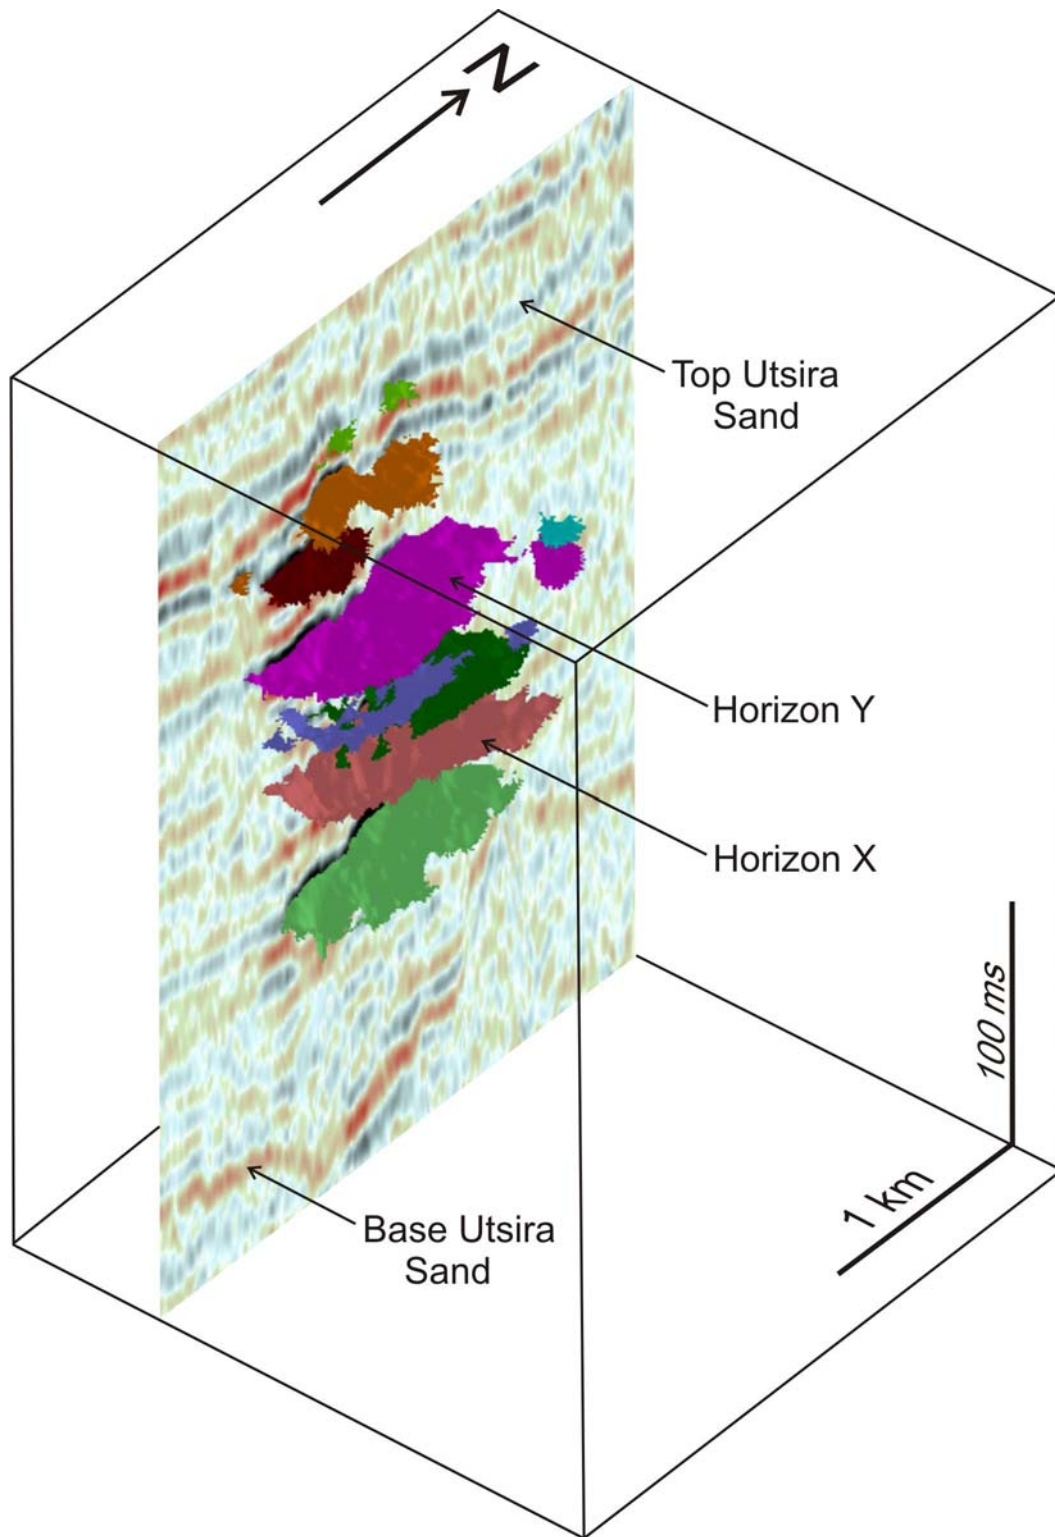 N
Top Utsira
Sand
Horizon Y
Horizon X
100 ms
1 km
Base Utsira
Sand